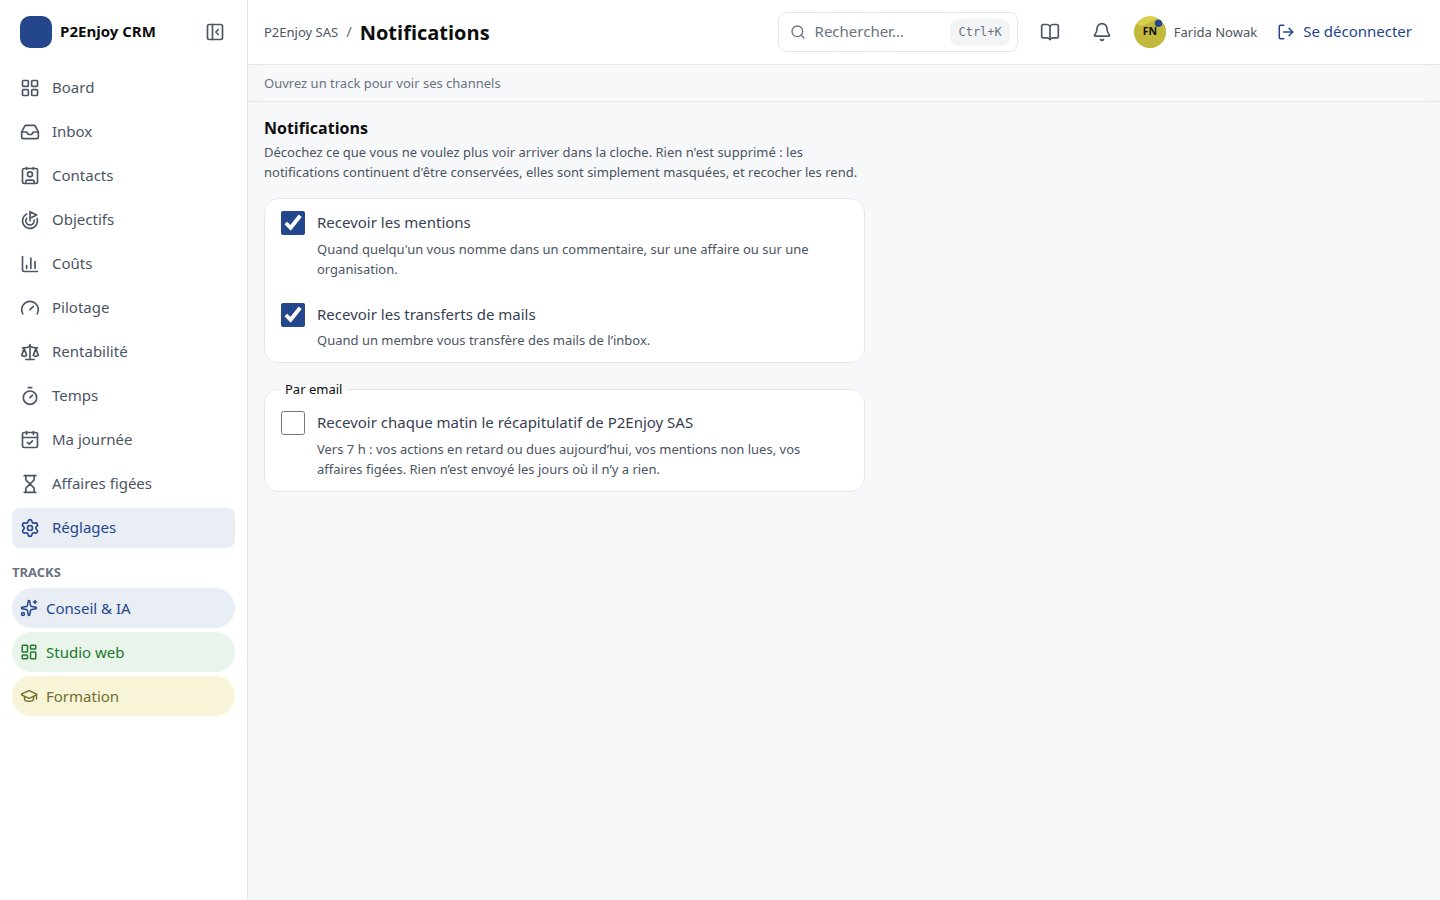 P2Enjoy CRM
P2Enjoy SAS / Notifications
Rechercher... Ctrl+K
FN Farida Nowak
Se déconnecter
Board
Inbox
Contacts
Objectifs
Coûts
Pilotage
Rentabilité
Temps
Ma journée
Affaires figées
Réglages
TRACKS
Conseil & IA
Studio web
Formation
Ouvrez un track pour voir ses channels
Notifications
Décochez ce que vous ne voulez plus voir arriver dans la cloche. Rien n'est supprimé : les
notifications continuent d'être conservées, elles sont simplement masquées, et recocher les rend.
Recevoir les mentions
Quand quelqu'un vous nomme dans un commentaire, sur une affaire ou sur une
organisation.
Recevoir les transferts de mails
Quand un membre vous transfère des mails de l’inbox.
Par email
Recevoir chaque matin le récapitulatif de P2Enjoy SAS
Vers 7 h : vos actions en retard ou dues aujourd’hui, vos mentions non lues, vos
affaires figées. Rien n’est envoyé les jours où il n’y a rien.